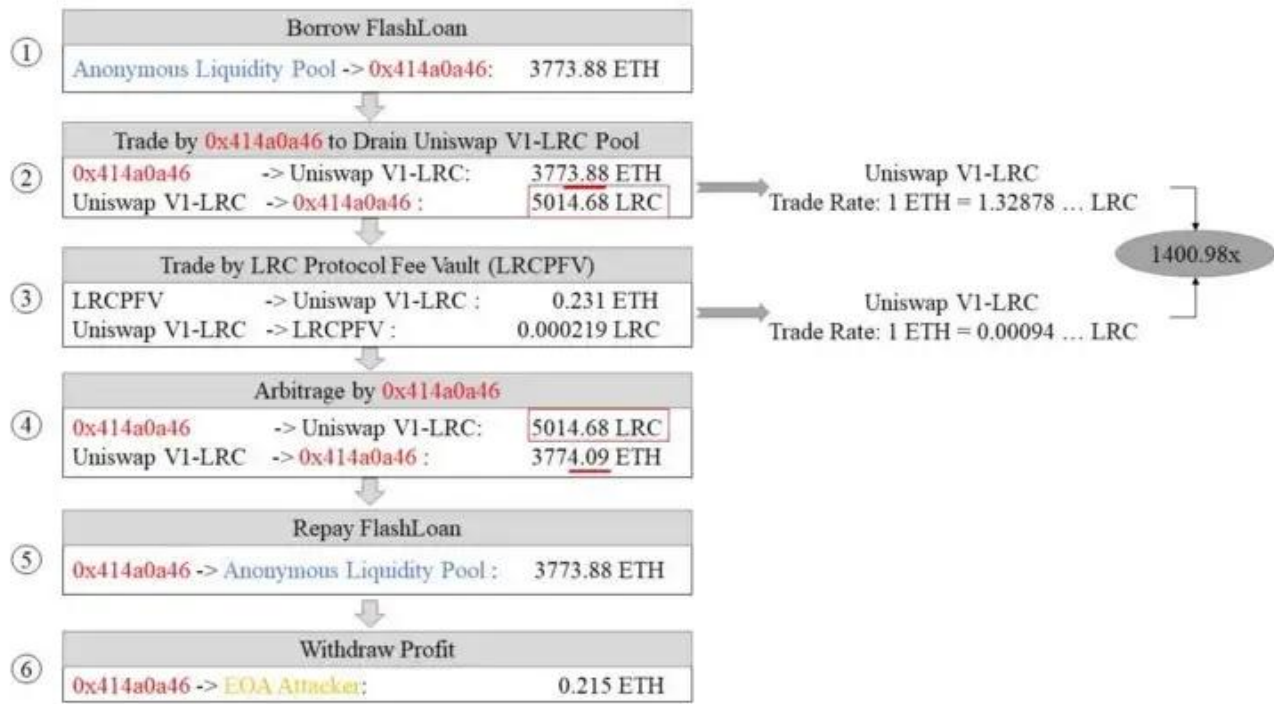 ①
Borrow FlashLoan
Anonymous Liquidity Pool -> 0x414a0a46: 3773.88 ETH
②
Trade by 0x414a0a46 to Drain Uniswap V1-LRC Pool
0x414a0a46 -> Uniswap V1-LRC: 3773.88 ETH
Uniswap V1-LRC -> 0x414a0a46 : 5014.68 LRC
Uniswap V1-LRC
Trade Rate: 1 ETH = 1.32878 … LRC
③
Trade by LRC Protocol Fee Vault (LRCPFV)
LRCPFV -> Uniswap V1-LRC : 0.231 ETH
Uniswap V1-LRC -> LRCPFV : 0.000219 LRC
Uniswap V1-LRC
Trade Rate: 1 ETH = 0.00094 … LRC
1400.98x
④
Arbitrage by 0x414a0a46
0x414a0a46 -> Uniswap V1-LRC: 5014.68 LRC
Uniswap V1-LRC -> 0x414a0a46 : 3774.09 ETH
⑤
Repay FlashLoan
0x414a0a46 -> Anonymous Liquidity Pool : 3773.88 ETH
⑥
Withdraw Profit
0x414a0a46 -> EOA Attacker: 0.215 ETH